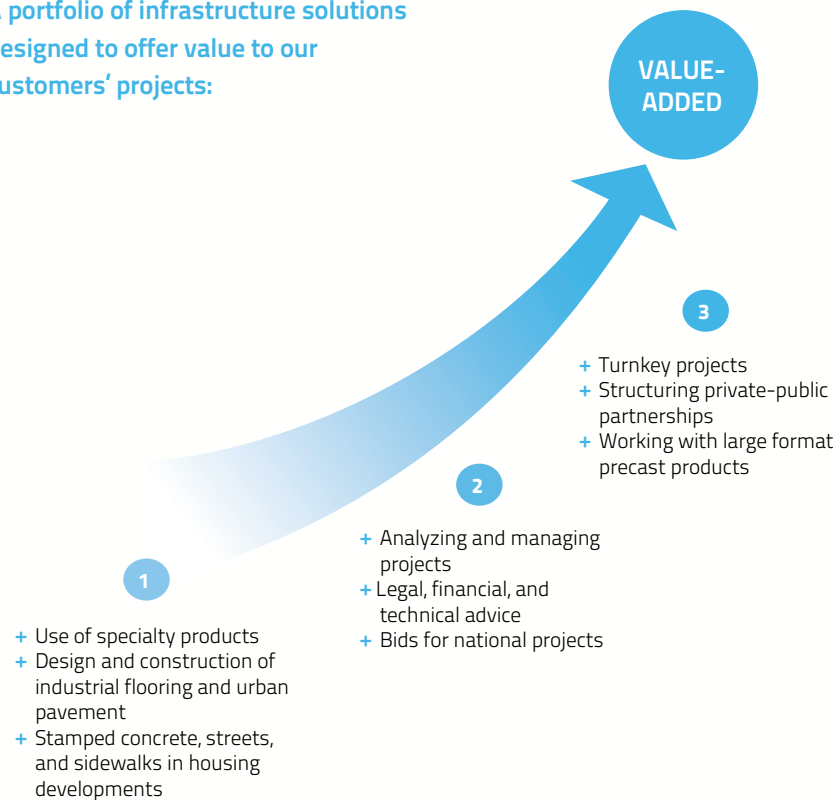 portfolio of infrastructure solutions
esigned to offer value to our
ustomers' projects:
VALUE-
ADDED
3
+ Turnkey projects
+ Structuring private-public
partnerships
+ Working with large format
precast products
2
+ Analyzing and managing
projects
+ Legal, financial, and
technical advice
+ Bids for national projects
1
+ Use of specialty products
+ Design and construction of
industrial flooring and urban
pavement
+ Stamped concrete, streets,
and sidewalks in housing
developments